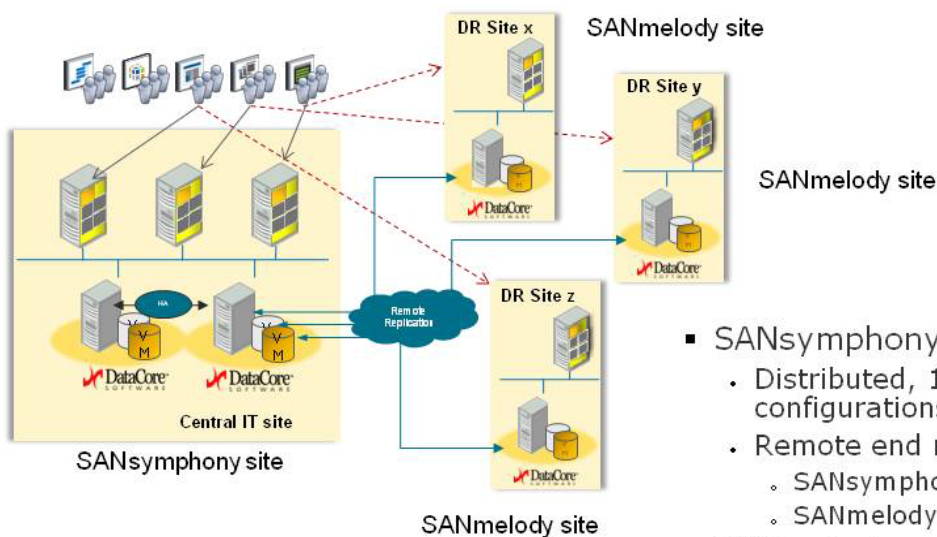 DR Site x
SANmelody site
DR Site y
SANmelody site
DataCore
SOFTWARE
DataCore
SOFTWARE
HA
V
V
M
V
V
M
DataCore
SOFTWARE
DataCore
SOFTWARE
Central IT site
SANsymphony site
Remote
Replication
DR Site z
DataCore
SOFTWARE
SANmelody site
▪ SANsymphony
• Distributed, 1
configurations
• Remote end
◦ SANsympho
◦ SANmelody